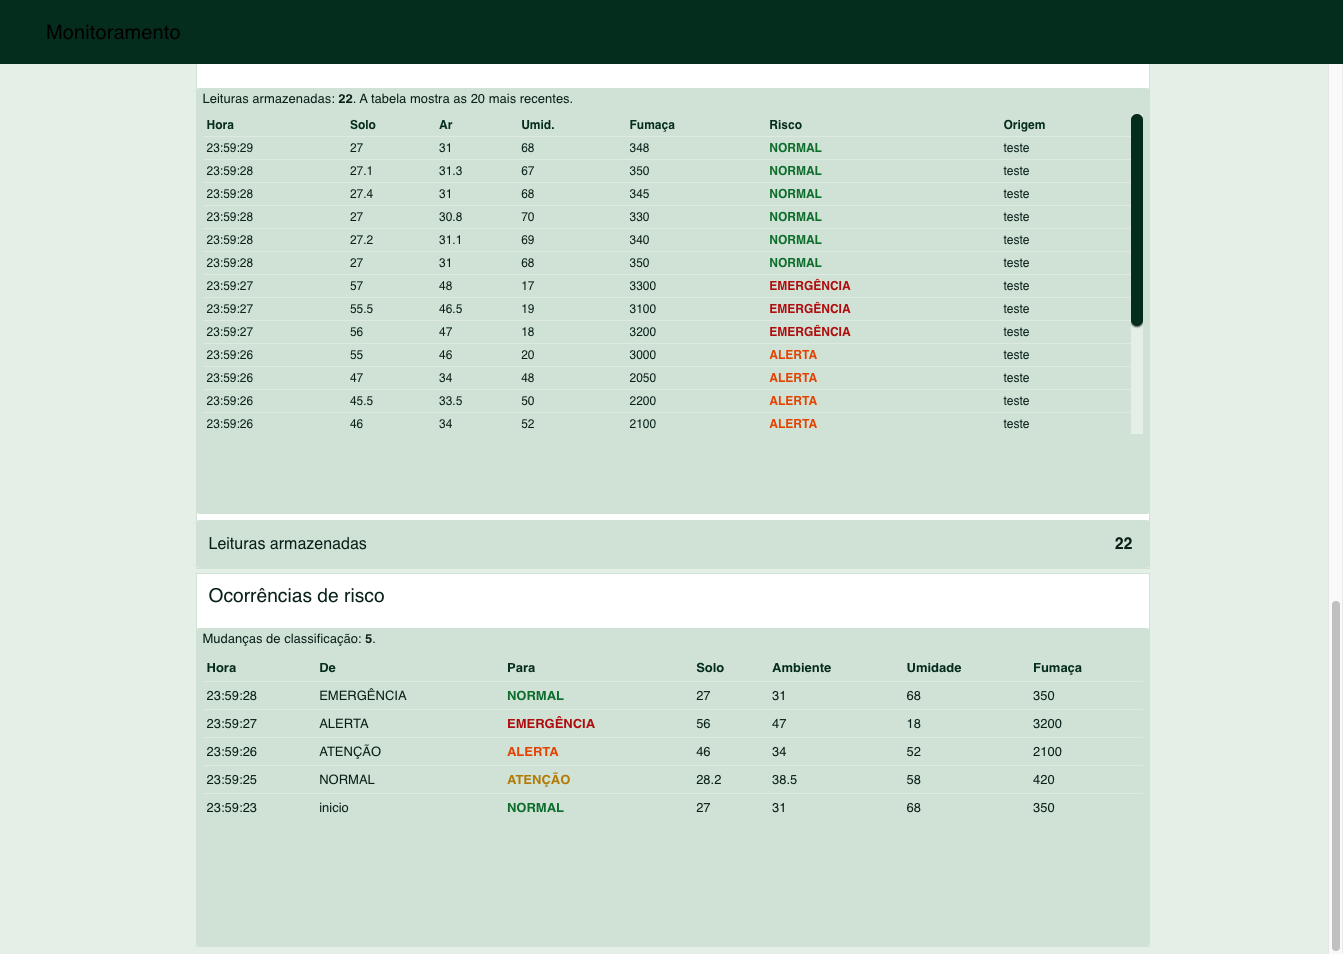 Monitoramento
Leituras armazenadas: 22. A tabela mostra as 20 mais recentes.
Hora Solo Ar Umid. Fumaça Risco Origem
23:59:29 27 31 68 348 NORMAL teste
23:59:28 27.1 31.3 67 350 NORMAL teste
23:59:28 27.4 31 68 345 NORMAL teste
23:59:28 27 30.8 70 330 NORMAL teste
23:59:28 27.2 31.1 69 340 NORMAL teste
23:59:28 27 31 68 350 NORMAL teste
23:59:27 57 48 17 3300 EMERGÊNCIA teste
23:59:27 55.5 46.5 19 3100 EMERGÊNCIA teste
23:59:27 56 47 18 3200 EMERGÊNCIA teste
23:59:26 55 46 20 3000 ALERTA teste
23:59:26 47 34 48 2050 ALERTA teste
23:59:26 45.5 33.5 50 2200 ALERTA teste
23:59:26 46 34 52 2100 ALERTA teste
Leituras armazenadas 22
Ocorrências de risco
Mudanças de classificação: 5.
Hora De Para Solo Ambiente Umidade Fumaça
23:59:28 EMERGÊNCIA NORMAL 27 31 68 350
23:59:27 ALERTA EMERGÊNCIA 56 47 18 3200
23:59:26 ATENÇÃO ALERTA 46 34 52 2100
23:59:25 NORMAL ATENÇÃO 28.2 38.5 58 420
23:59:23 inicio NORMAL 27 31 68 350